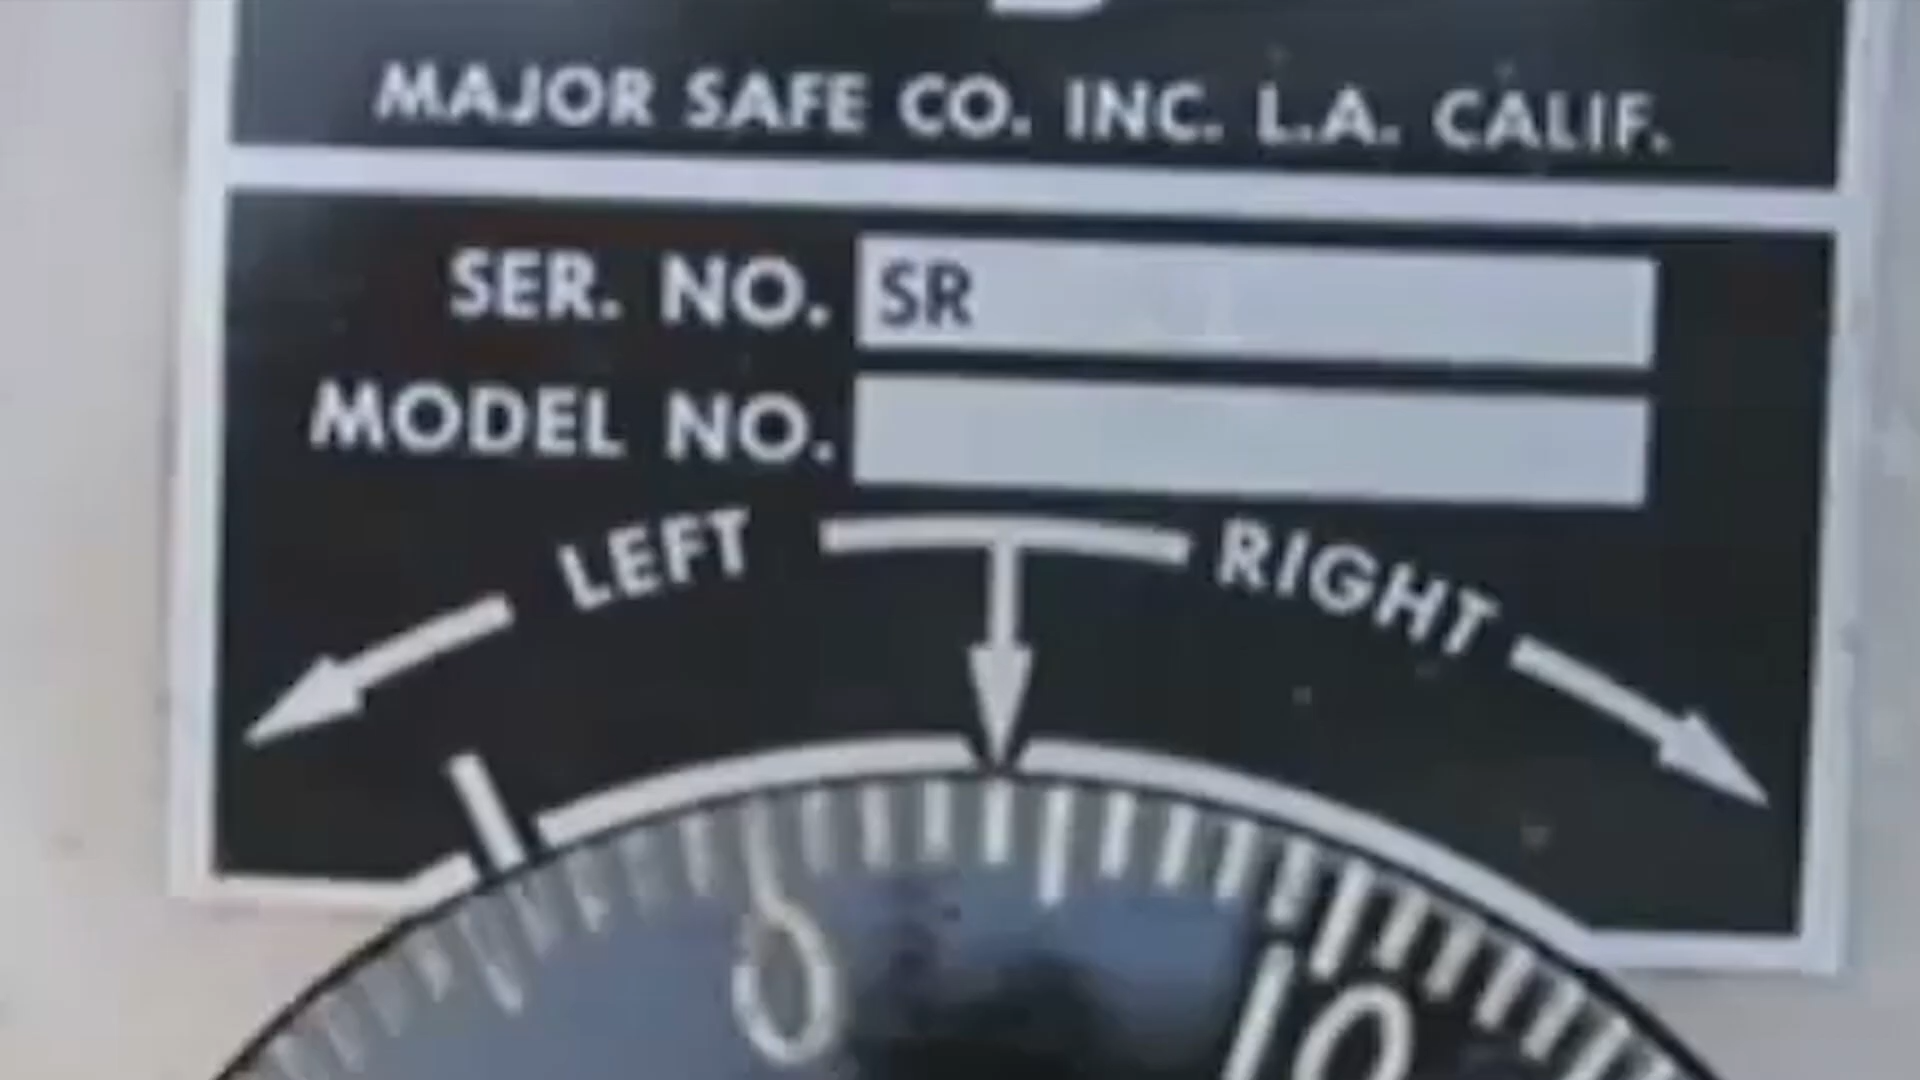 MAJOR SAFE CO. INC. L.A. CALIF.
SER. NO. SR
MODEL NO.
LEFT RIGHT
0 10